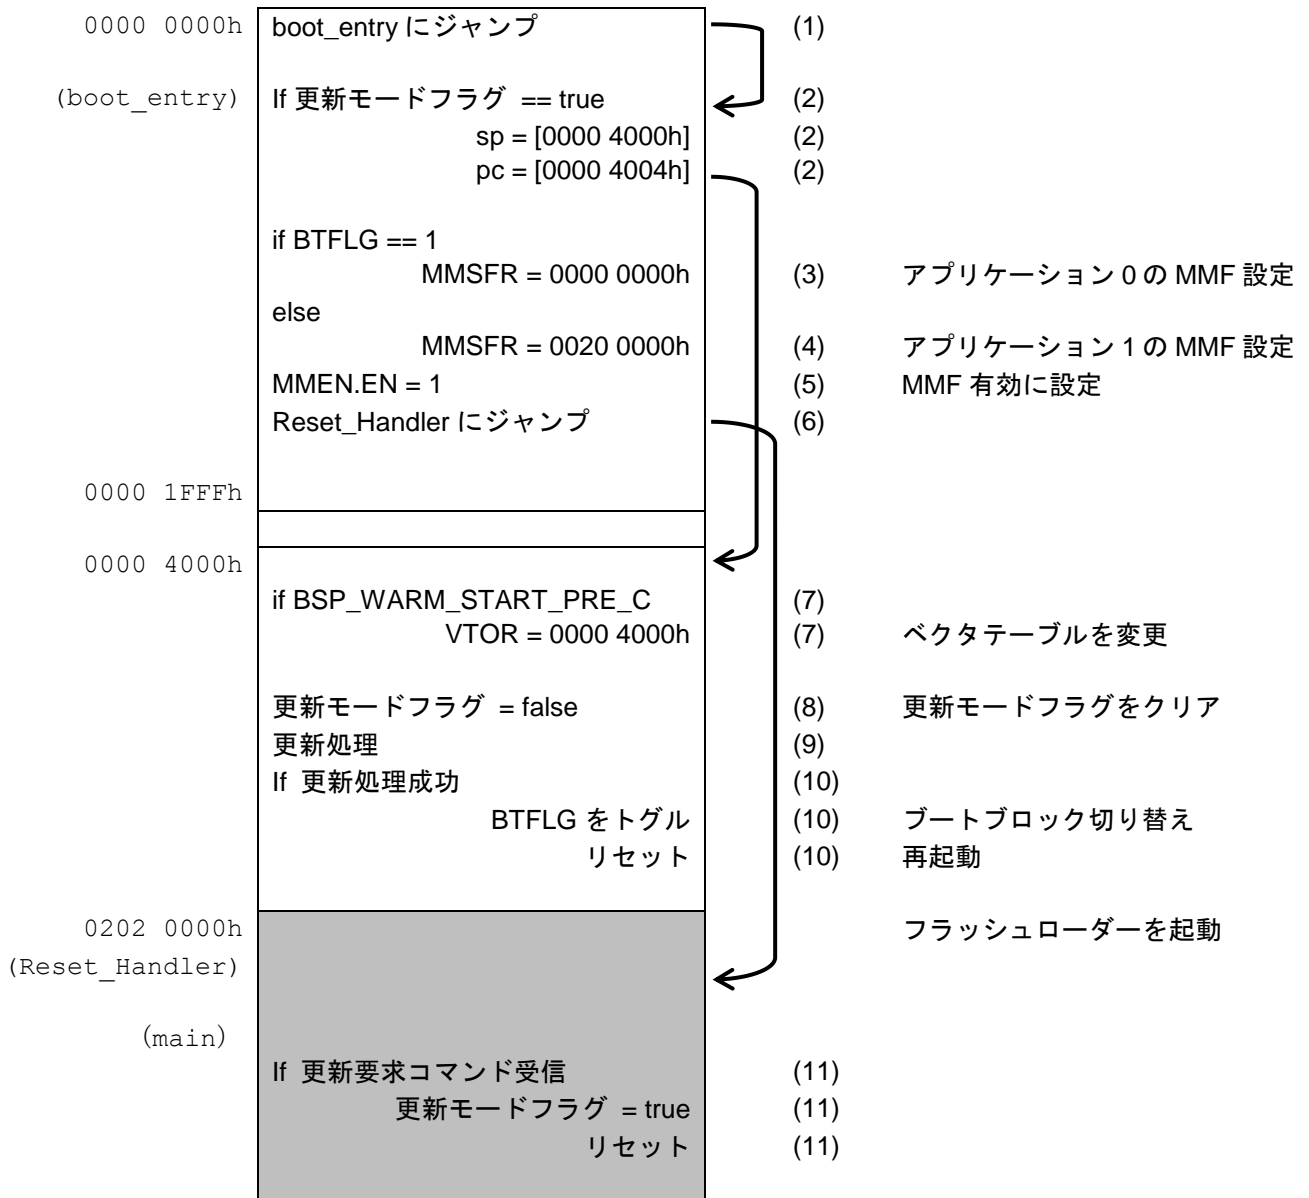 0000 0000h boot_entry にジャンプ (1)
(boot_entry) If 更新モードフラグ == true (2)
sp = [0000 4000h] (2)
pc = [0000 4004h] (2)
if BTFLG == 1
MMSFR = 0000 0000h (3) アプリケーション 0 の MMF 設定
else
MMSFR = 0020 0000h (4) アプリケーション 1 の MMF 設定
MMEN.EN = 1 (5) MMF 有効に設定
Reset_Handler にジャンプ (6)
0000 1FFFh
0000 4000h
if BSP_WARM_START_PRE_C (7)
VTOR = 0000 4000h (7) ベクタテーブルを変更
更新モードフラグ = false (8) 更新モードフラグをクリア
更新処理 (9)
If 更新処理成功 (10)
BTFLG をトグル (10) ブートブロック切り替え
リセット (10) 再起動
0202 0000h フラッシュローダーを起動
(Reset_Handler)
(main)
If 更新要求コマンド受信 (11)
更新モードフラグ = true (11)
リセット (11)